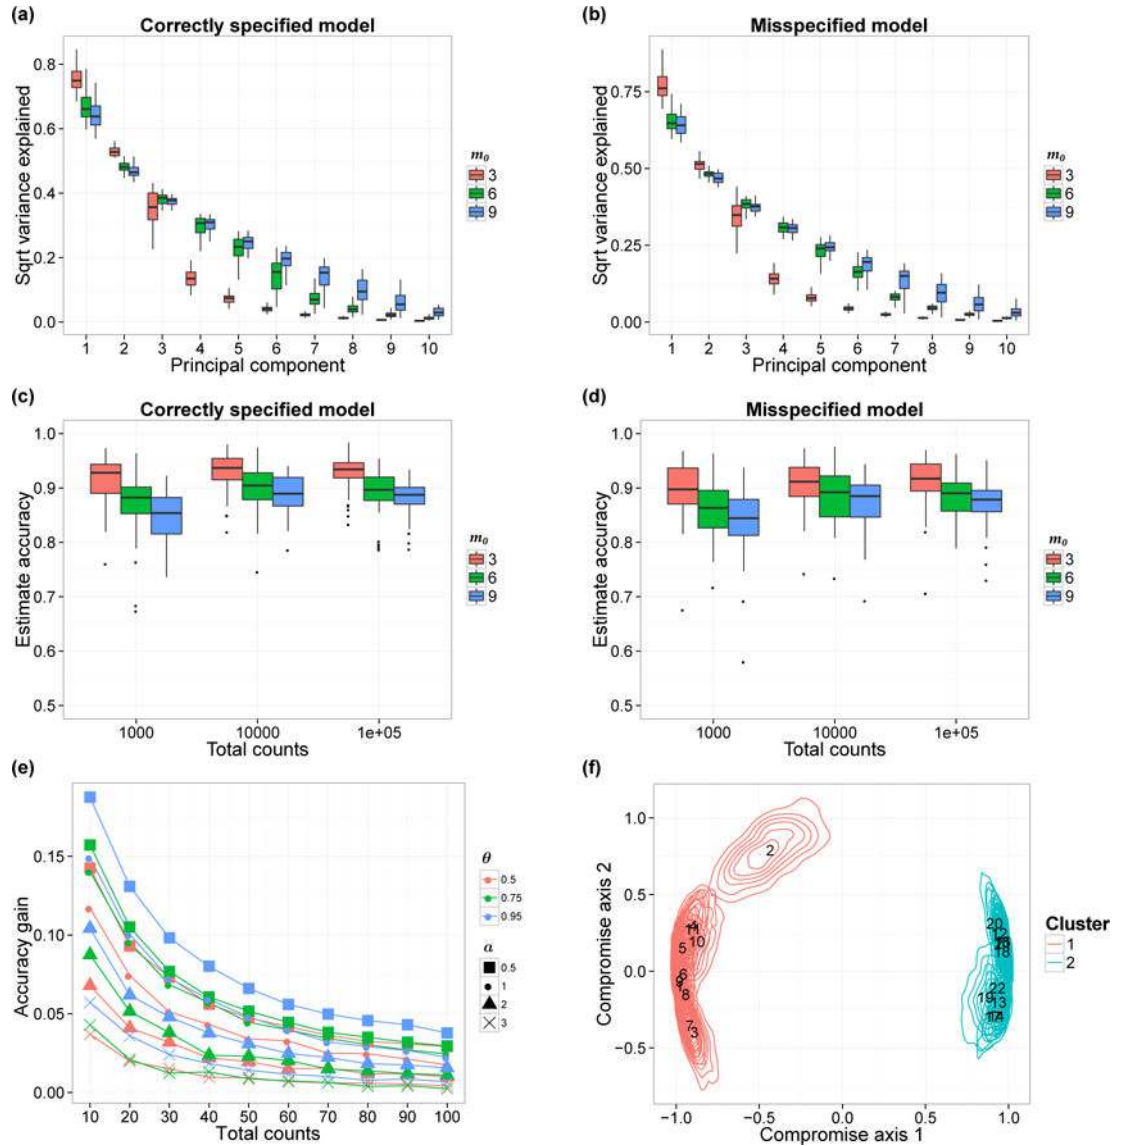 (a)
Correctly specified model
Sqrt variance explained
0.8
0.6
0.4
0.2
0.0
1 2 3 4 5 6 7 8 9 10
Principal component
m0
3
6
9
(b)
Misspecified model
Sqrt variance explained
0.75
0.50
0.25
0.00
1 2 3 4 5 6 7 8 9 10
Principal component
m0
3
6
9
(c)
Correctly specified model
Estimate accuracy
1.0
0.9
0.8
0.7
0.6
0.5
1000 10000 1e+05
Total counts
m0
3
6
9
(d)
Misspecified model
Estimate accuracy
1.0
0.9
0.8
0.7
0.6
0.5
1000 10000 1e+05
Total counts
m0
3
6
9
(e)
Accuracy gain
0.15
0.10
0.05
0.00
10 20 30 40 50 60 70 80 90 100
Total counts
θ
0.5
0.75
0.95
a
0.5
1
2
3
(f)
Compromise axis 2
1.0
0.5
0.0
−0.5
−1.0 −0.5 0.0 0.5 1.0
Compromise axis 1
2
11
10
5
6
8
7
3
20
18
22
19
13
Cluster
1
2